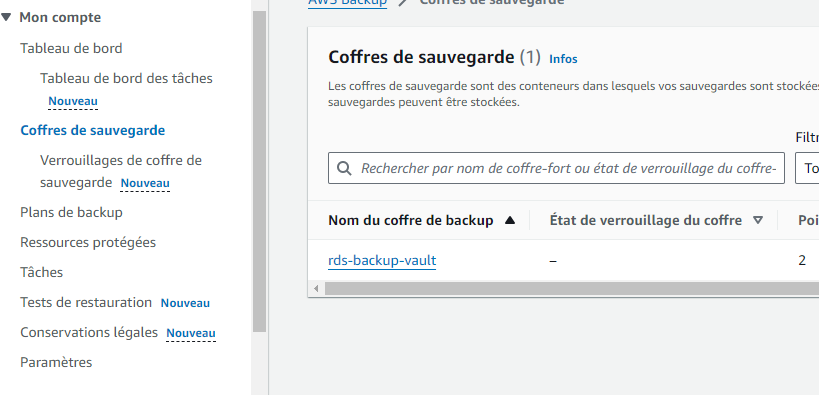 Mon compte
Tableau de bord
Tableau de bord des tâches
Nouveau
Coffres de sauvegarde
Verrouillages de coffre de
sauvegarde Nouveau
Plans de backup
Ressources protégées
Tâches
Tests de restauration Nouveau
Conservations légales Nouveau
Paramètres
AWS Backup > Coffres de sauvegarde
Coffres de sauvegarde (1) Infos
Les coffres de sauvegarde sont des conteneurs dans lesquels vos sauvegardes sont stockées
sauvegardes peuvent être stockées.
Filtr
Rechercher par nom de coffre-fort ou état de verrouillage du coffre-
To
Nom du coffre de backup État de verrouillage du coffre Poi
rds-backup-vault – 2